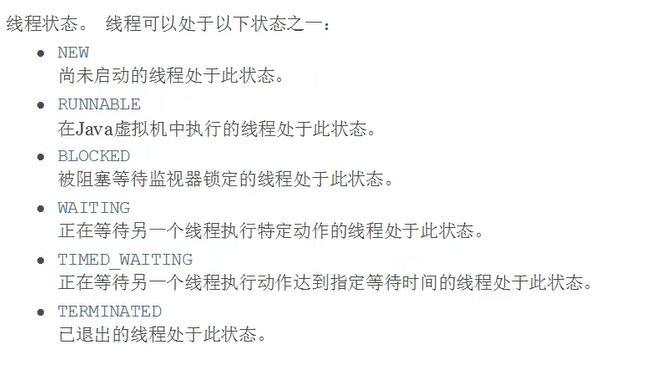 线程状态。 线程可以处于以下状态之一:
• NEW
尚未启动的线程处于此状态。
• RUNNABLE
在Java虚拟机中执行的线程处于此状态。
• BLOCKED
被阻塞等待监视器锁定的线程处于此状态。
• WAITING
正在等待另一个线程执行特定动作的线程处于此状态。
• TIMED_WAITING
正在等待另一个线程执行动作达到指定等待时间的线程处于此状态。
• TERMINATED
已退出的线程处于此状态。